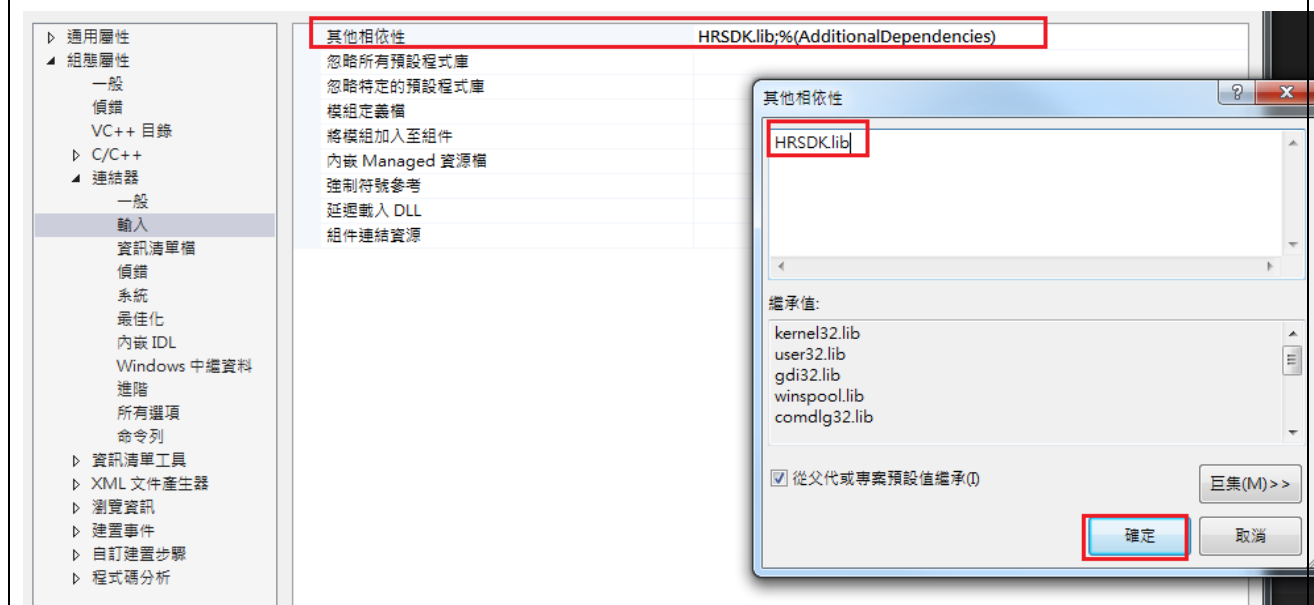 通用屬性
組態屬性
一般
偵錯
VC++ 目錄
C/C++
連結器
一般
輸入
資訊清單檔
偵錯
系統
最佳化
內嵌 IDL
Windows 中繼資料
進階
所有選項
命令列
資訊清單工具
XML 文件產生器
瀏覽資訊
建置事件
自訂建置步驟
程式碼分析
其他相依性 HRSDK.lib;%(AdditionalDependencies)
忽略所有預設程式庫
忽略特定的預設程式庫
模組定義檔
將模組加入至組件
內嵌 Managed 資源檔
強制符號參考
延遲載入 DLL
組件連結資源
其他相依性
HRSDK.lib
繼承值:
kernel32.lib
user32.lib
gdi32.lib
winspool.lib
comdlg32.lib
從父代或專案預設值繼承(I)
巨集(M)>>
確定 取消